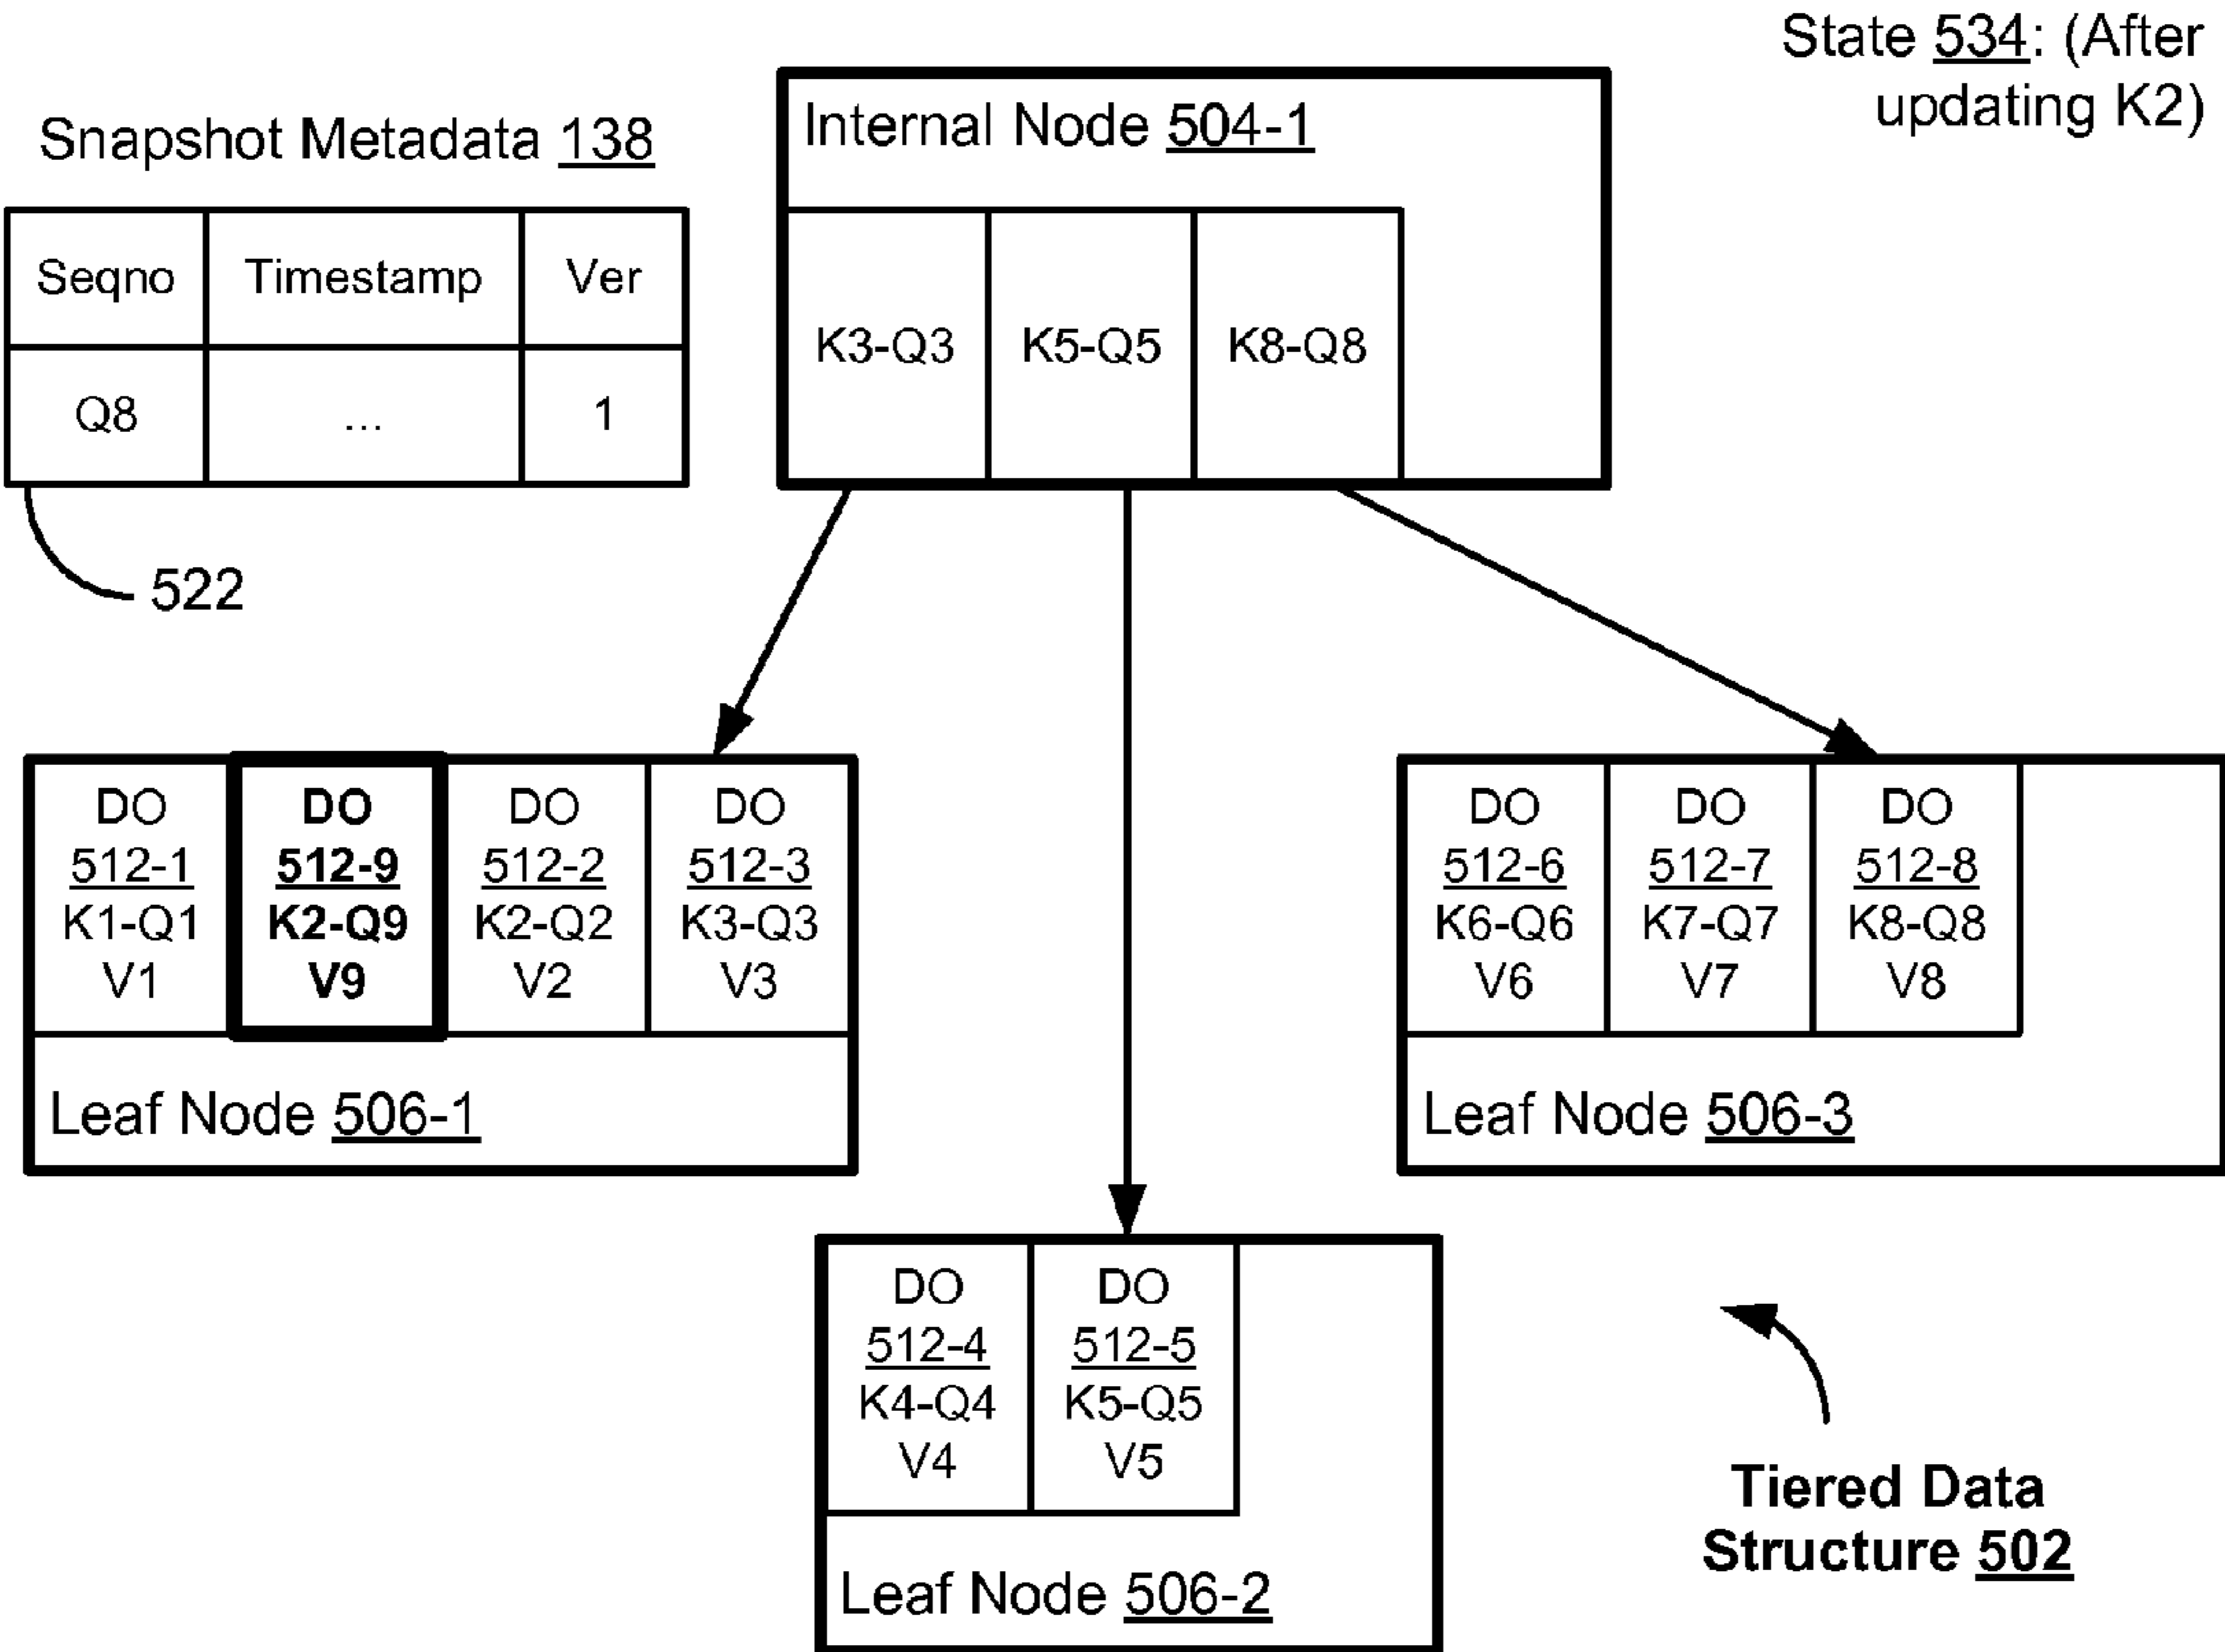 State 534: (After
updating K2)
Snapshot Metadata 138
Seqno Timestamp Ver
Q8 ... 1
522
Internal Node 504-1
K3-Q3 K5-Q5 K8-Q8
DO
512-1
K1-Q1
V1
DO
512-9
K2-Q9
V9
DO
512-2
K2-Q2
V2
DO
512-3
K3-Q3
V3
Leaf Node 506-1
DO
512-6
K6-Q6
V6
DO
512-7
K7-Q7
V7
DO
512-8
K8-Q8
V8
Leaf Node 506-3
DO
512-4
K4-Q4
V4
DO
512-5
K5-Q5
V5
Leaf Node 506-2
Tiered Data
Structure 502